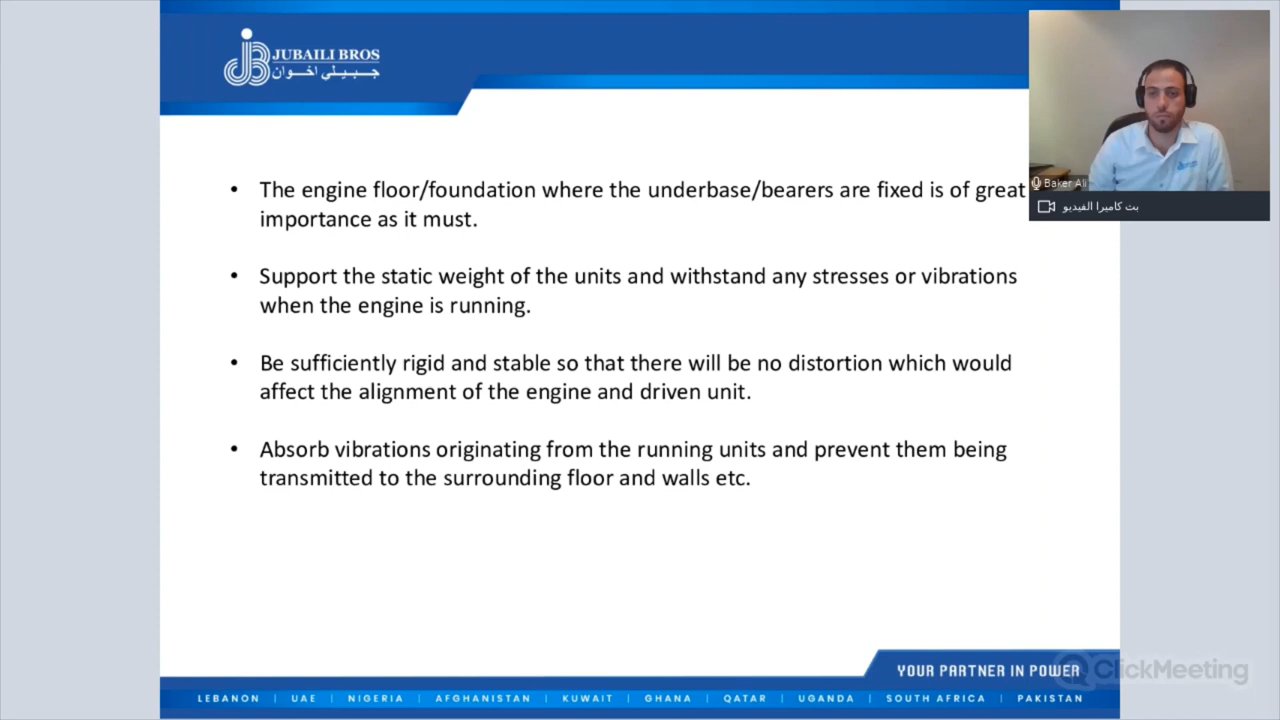 JUBAILI BROS
جبيلي اخوان
• The engine floor/foundation where the underbase/bearers are fixed is of great
importance as it must.
• Support the static weight of the units and withstand any stresses or vibrations
when the engine is running.
• Be sufficiently rigid and stable so that there will be no distortion which would
affect the alignment of the engine and driven unit.
• Absorb vibrations originating from the running units and prevent them being
transmitted to the surrounding floor and walls etc.
Baker Ali
بث كاميرا الفيديو
YOUR PARTNER IN POWER
ClickMeeting
LEBANON | UAE | NIGERIA | AFGHANISTAN | KUWAIT | GHANA | QATAR | UGANDA | SOUTH AFRICA | PAKISTAN